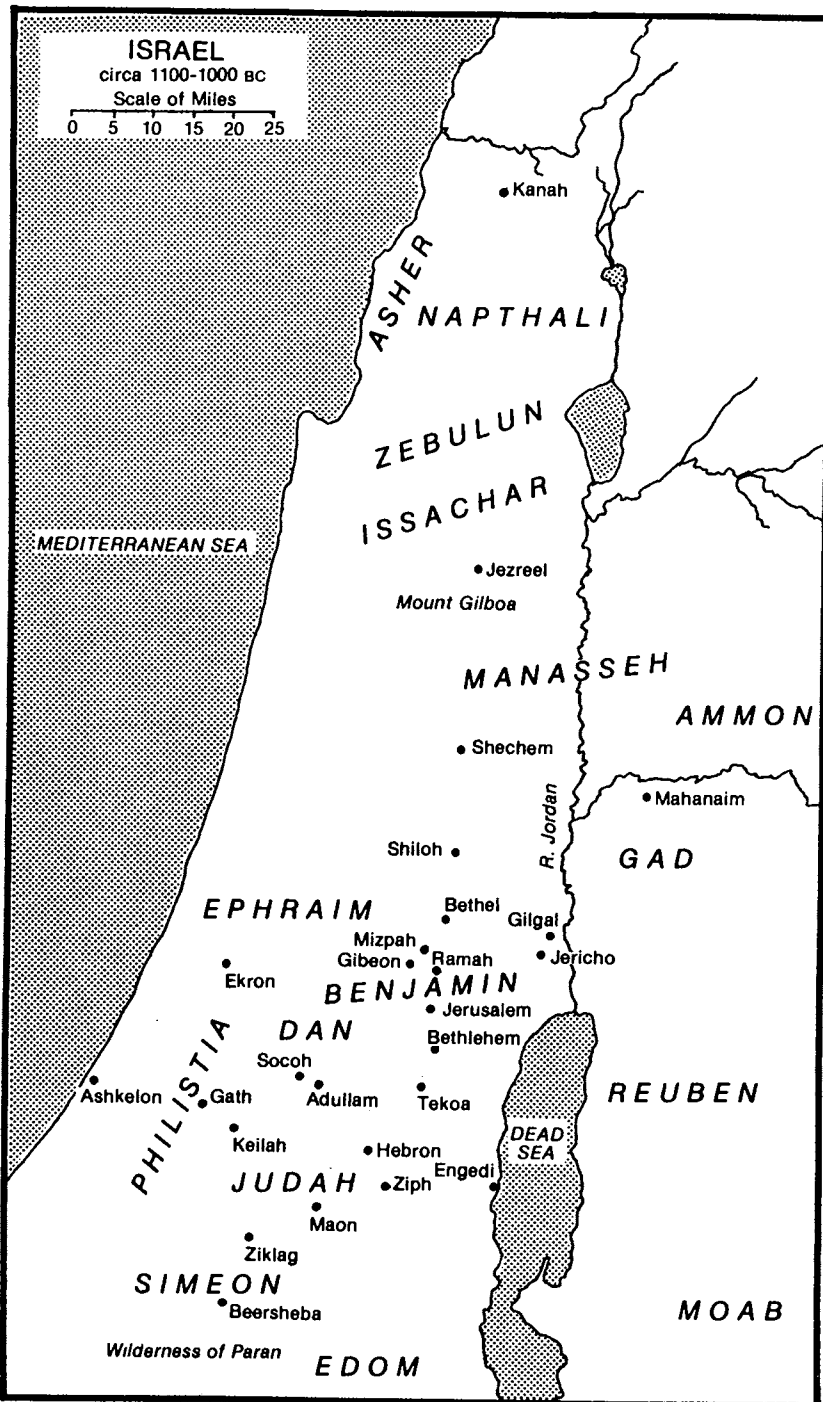 ISRAEL
circa 1100-1000 BC
Scale of Miles
0 5 10 15 20 25
Kanah
ASHER
NAPTHALI
ZEBULUN
ISSACHAR
MEDITERRANEAN SEA
Jezreel
Mount Gilboa
MANASSEH
AMMON
Shechem
Mahanaim
R. Jordan
Shiloh
GAD
EPHRAIM
Bethel
Gilgal
Mizpah
Jericho
Gibeon
Ramah
Ekron
BENJAMIN
Jerusalem
DAN
Bethlehem
PHILISTIA
Socoh
Ashkelon
Gath
Adullam
Tekoa
REUBEN
Keilah
DEAD
SEA
Hebron
Engedi
JUDAH
Ziph
Maon
Ziklag
SIMEON
Beersheba
MOAB
Wilderness of Paran
EDOM